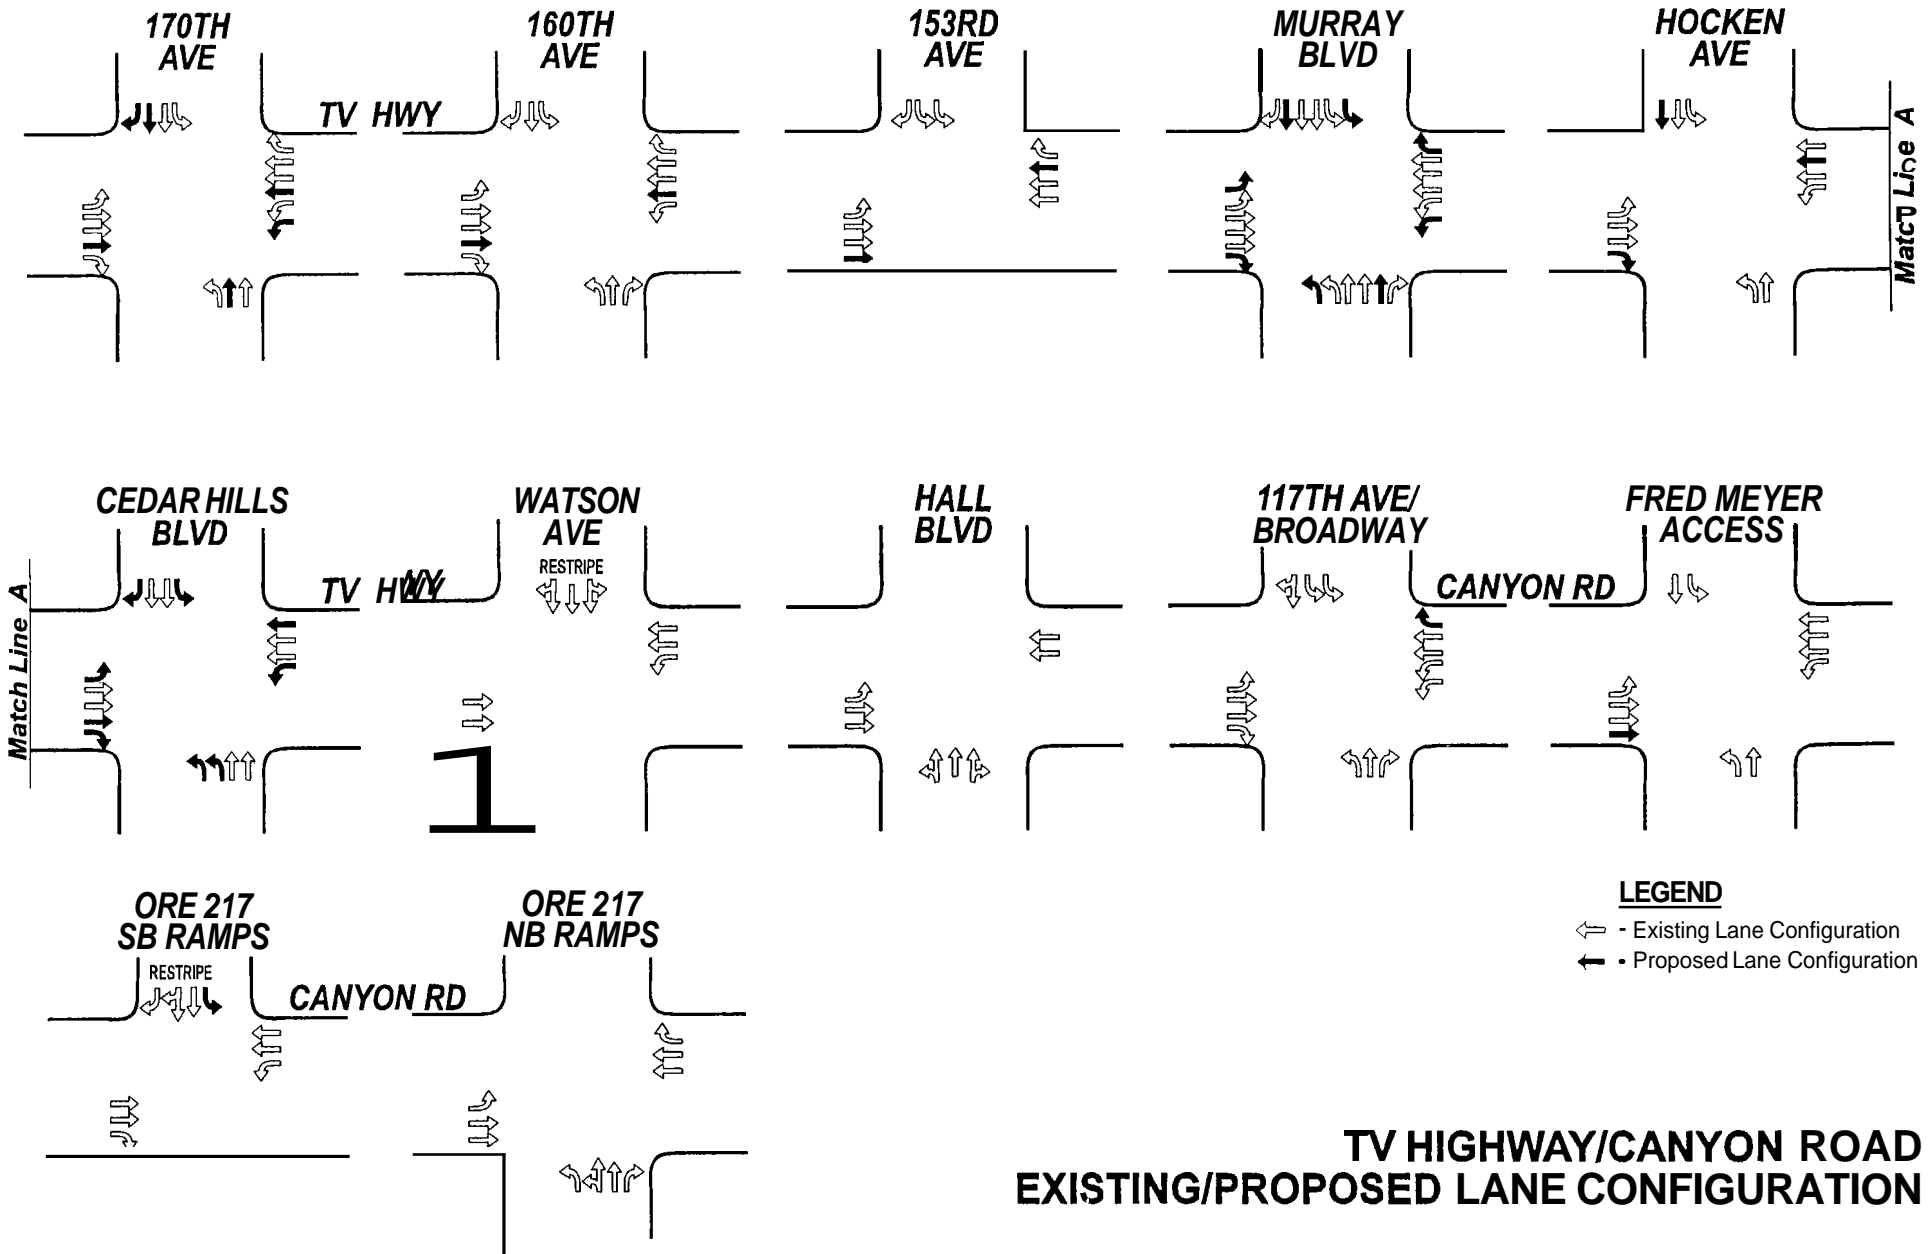 170TH
AVE
160TH
AVE
153RD
AVE
MURRAY
BLVD
HOCKEN
AVE
TV HWY
Match Line A
CEDAR HILLS
BLVD
WATSON
AVE
RESTRIPE
HALL
BLVD
117TH AVE/
BROADWAY
FRED MEYER
ACCESS
TV HWY
CANYON RD
Match Line A
1
ORE 217
SB RAMPS
RESTRIPE
ORE 217
NB RAMPS
CANYON RD
LEGEND
- Existing Lane Configuration
- Proposed Lane Configuration
TV HIGHWAY/CANYON ROAD
EXISTING/PROPOSED LANE CONFIGURATION